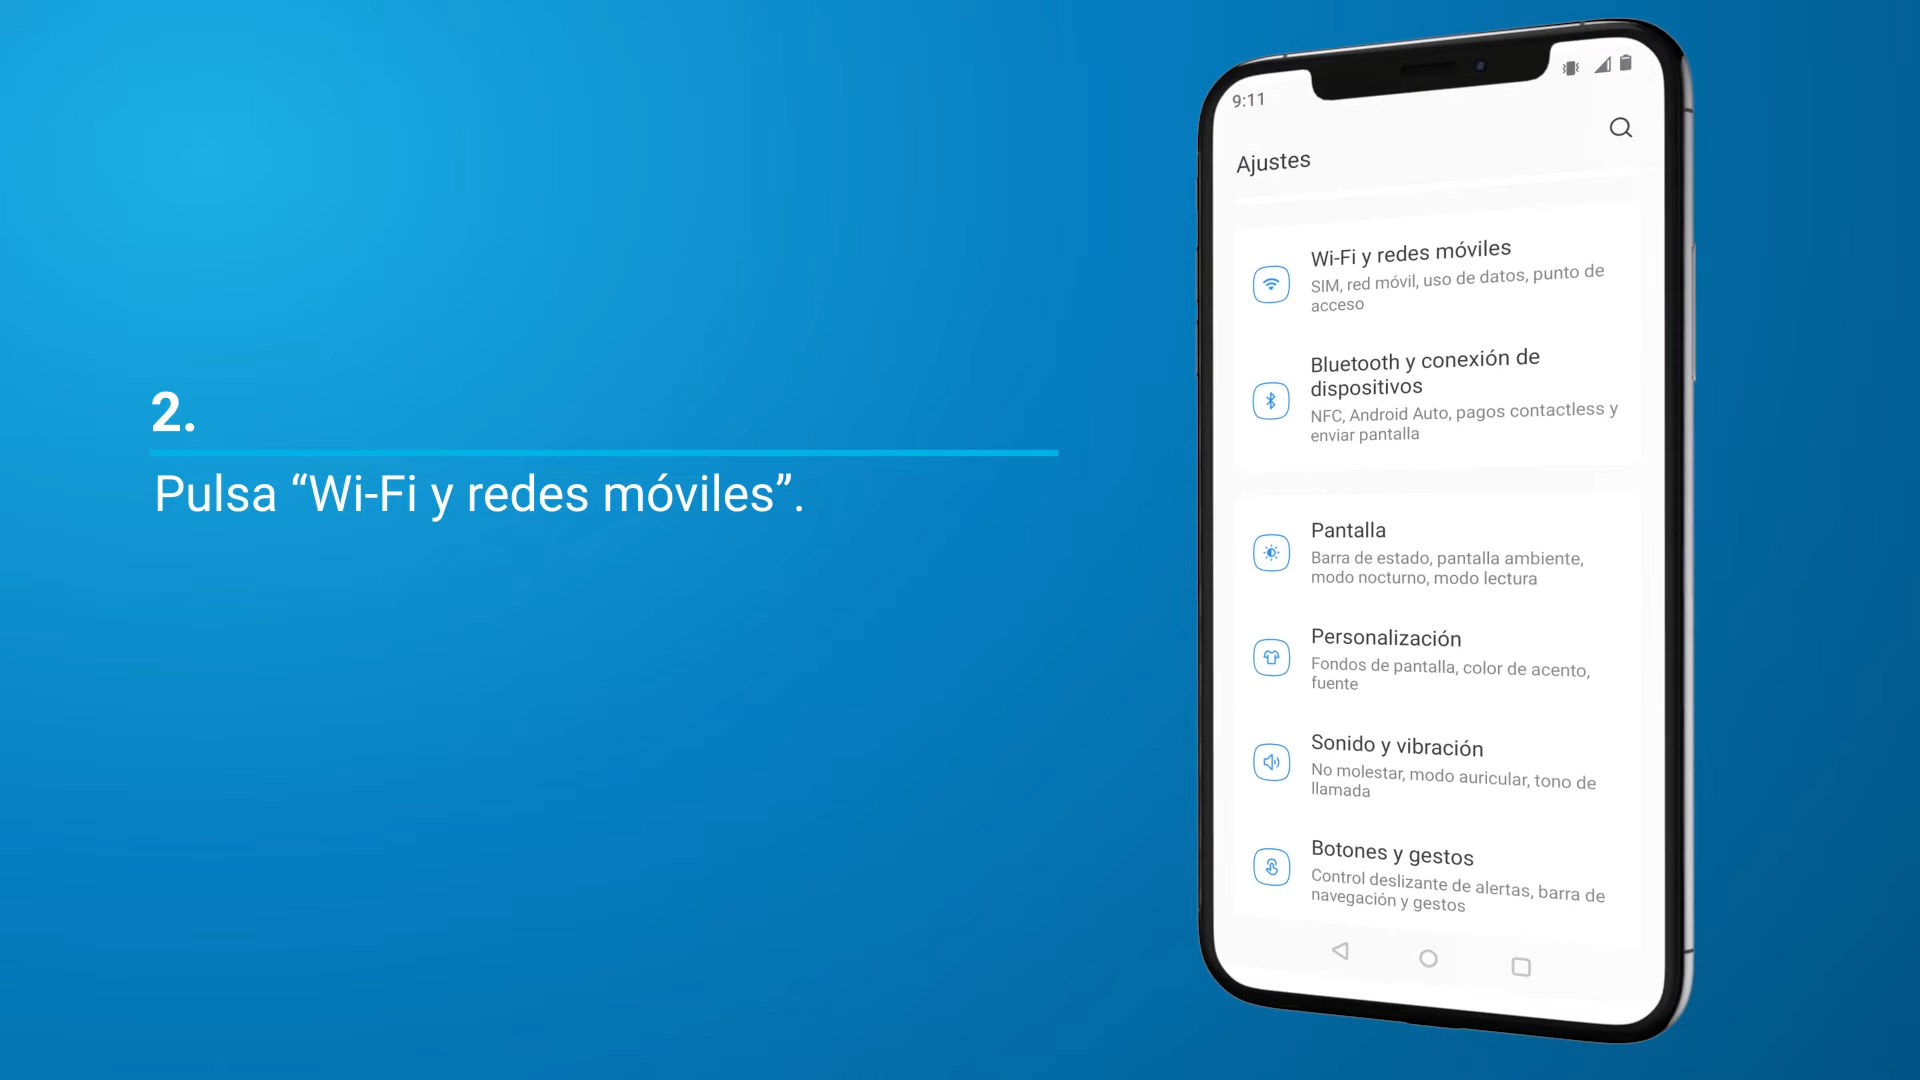 2.
Pulsa “Wi-Fi y redes móviles”.
9:11
Ajustes
Wi-Fi y redes móviles
SIM, red móvil, uso de datos, punto de
acceso
Bluetooth y conexión de
dispositivos
NFC, Android Auto, pagos contactless y
enviar pantalla
Pantalla
Barra de estado, pantalla ambiente,
modo nocturno, modo lectura
Personalización
Fondos de pantalla, color de acento,
fuente
Sonido y vibración
No molestar, modo auricular, tono de
llamada
Botones y gestos
Control deslizante de alertas, barra de
navegación y gestos